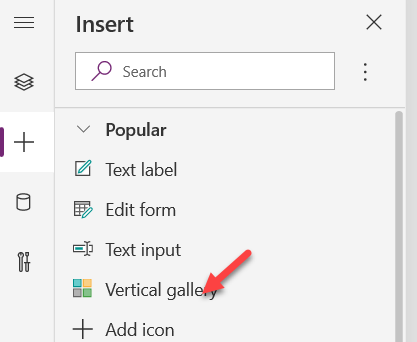 Insert
Search
Popular
Text label
Edit form
Text input
Vertical gallery
Add icon